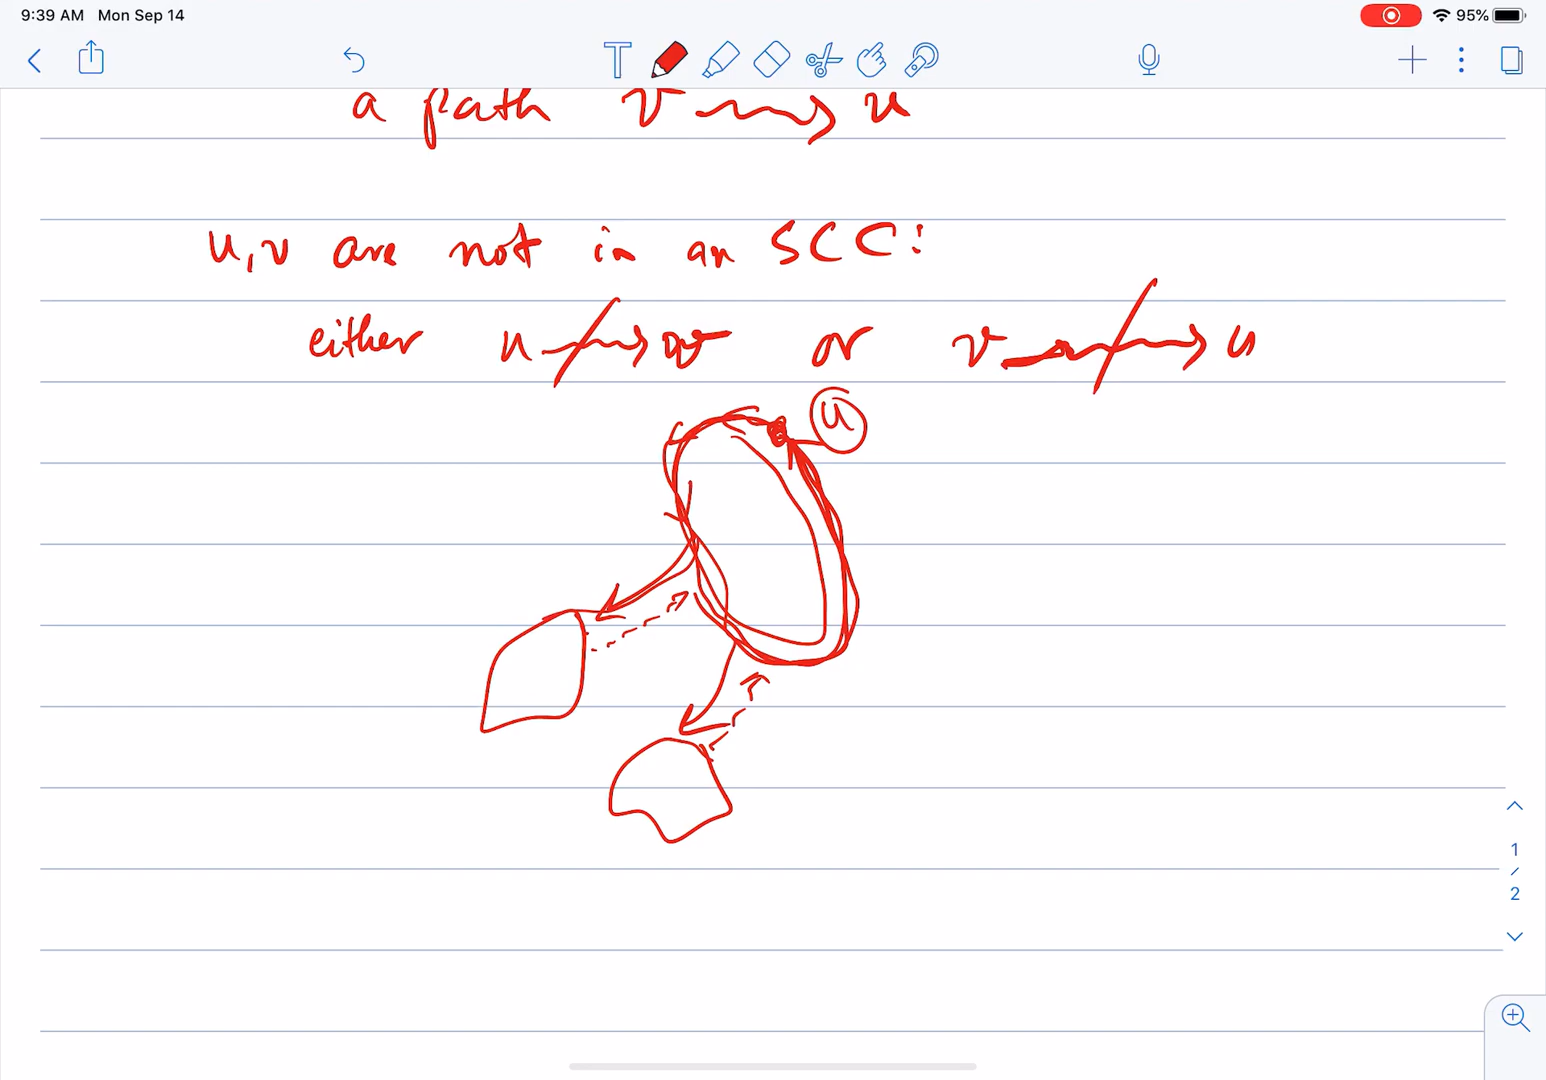 9:39 AM Mon Sep 14
95%
T
a path v ⇝ u
u, v are not in an SCC:
either u ⇝̸ v or v ⇝̸ u
u
1
/
2